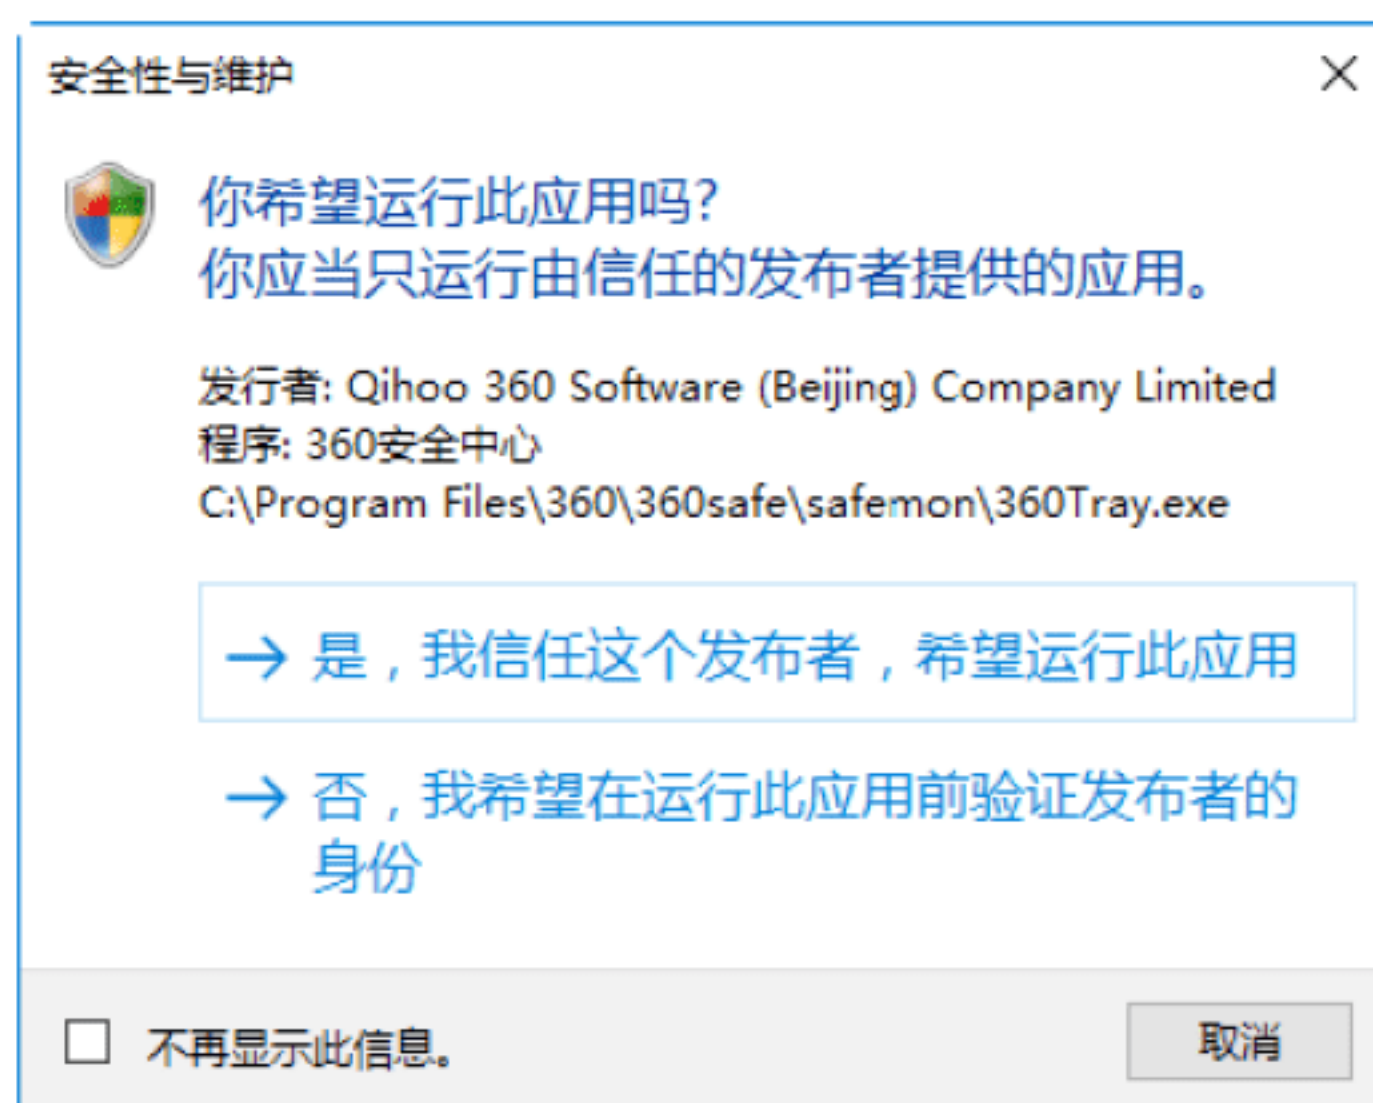 安全性与维护
你希望运行此应用吗?
你应当只运行由信任的发布者提供的应用。
发行者: Qihoo 360 Software (Beijing) Company Limited
程序: 360安全中心
C:\Program Files\360\360safe\safemon\360Tray.exe
→ 是，我信任这个发布者，希望运行此应用
→ 否，我希望在运行此应用前验证发布者的
身份
不再显示此信息。
取消